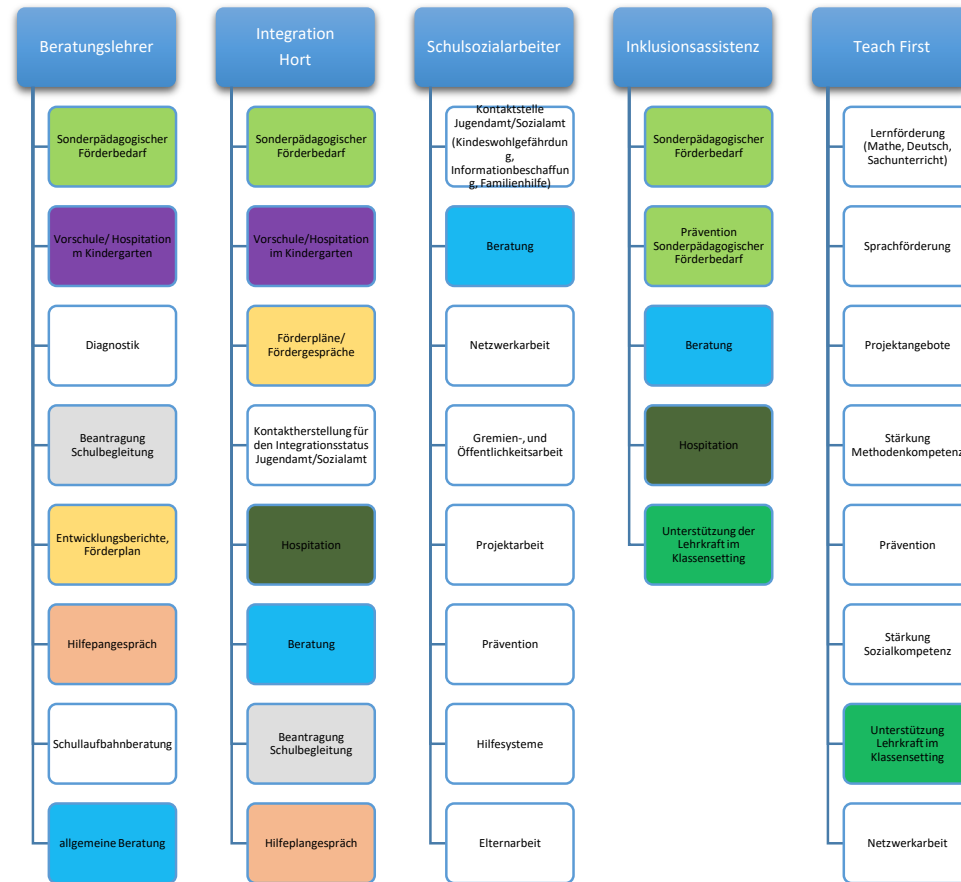 Beratungslehrer
Sonderpädagogischer
Förderbedarf
Vorschule/ Hospitation
m Kindergarten
Diagnostik
Beantragung
Schulbegleitung
Entwicklungsberichte,
Förderplan
Hilfepangespräch
Schullaufbahnberatung
allgemeine Beratung
Integration
Hort
Sonderpädagogischer
Förderbedarf
Vorschule/Hospitation
im Kindergarten
Förderpläne/
Fördergespräche
Kontaktherstellung für
den Integrationsstatus
Jugendamt/Sozialamt
Hospitation
Beratung
Beantragung
Schulbegleitung
Hilfeplangespräch
Schulsozialarbeiter
Kontaktstelle
Jugendamt/Sozialamt
(Kindeswohlgefährdun
g,
Informationbeschaffun
g, Familienhilfe)
Beratung
Netzwerkarbeit
Gremien-, und
Öffentlichkeitsarbeit
Projektarbeit
Prävention
Hilfesysteme
Elternarbeit
Inklusionsassistenz
Sonderpädagogischer
Förderbedarf
Prävention
Sonderpädagogischer
Förderbedarf
Beratung
Hospitation
Unterstützung der
Lehrkraft im
Klassensetting
Teach First
Lernförderung
(Mathe, Deutsch,
Sachunterricht)
Sprachförderung
Projektangebote
Stärkung
Methodenkompetenz
Prävention
Stärkung
Sozialkompetenz
Unterstützung
Lehrkraft im
Klassensetting
Netzwerkarbeit